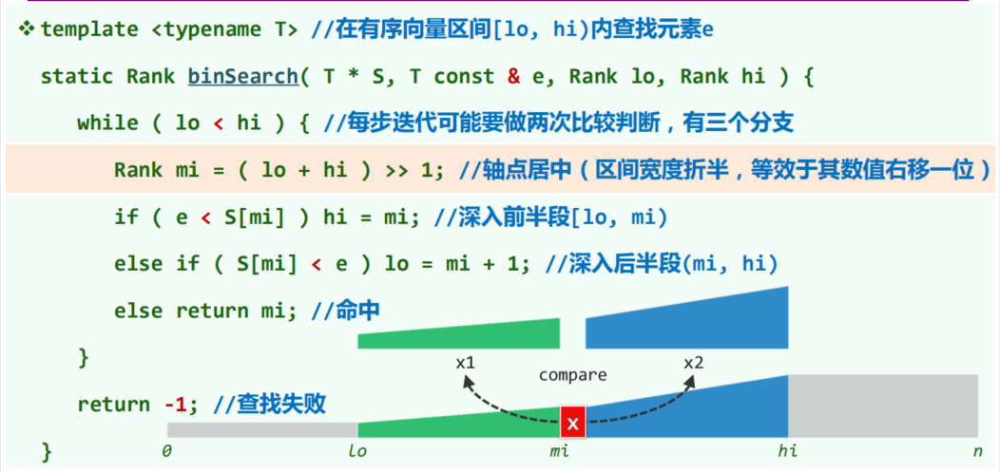 ❖ template <typename T> //在有序向量区间[lo, hi)内查找元素e
static Rank binSearch( T * S, T const & e, Rank lo, Rank hi ) {
while ( lo < hi ) { //每步迭代可能要做两次比较判断，有三个分支
Rank mi = ( lo + hi ) >> 1; //轴点居中（区间宽度折半，等效于其数值右移一位）
if ( e < S[mi] ) hi = mi; //深入前半段[lo, mi)
else if ( S[mi] < e ) lo = mi + 1; //深入后半段(mi, hi)
else return mi; //命中
}
x1 compare x2
return -1; //查找失败
x
0 lo mi hi n
}